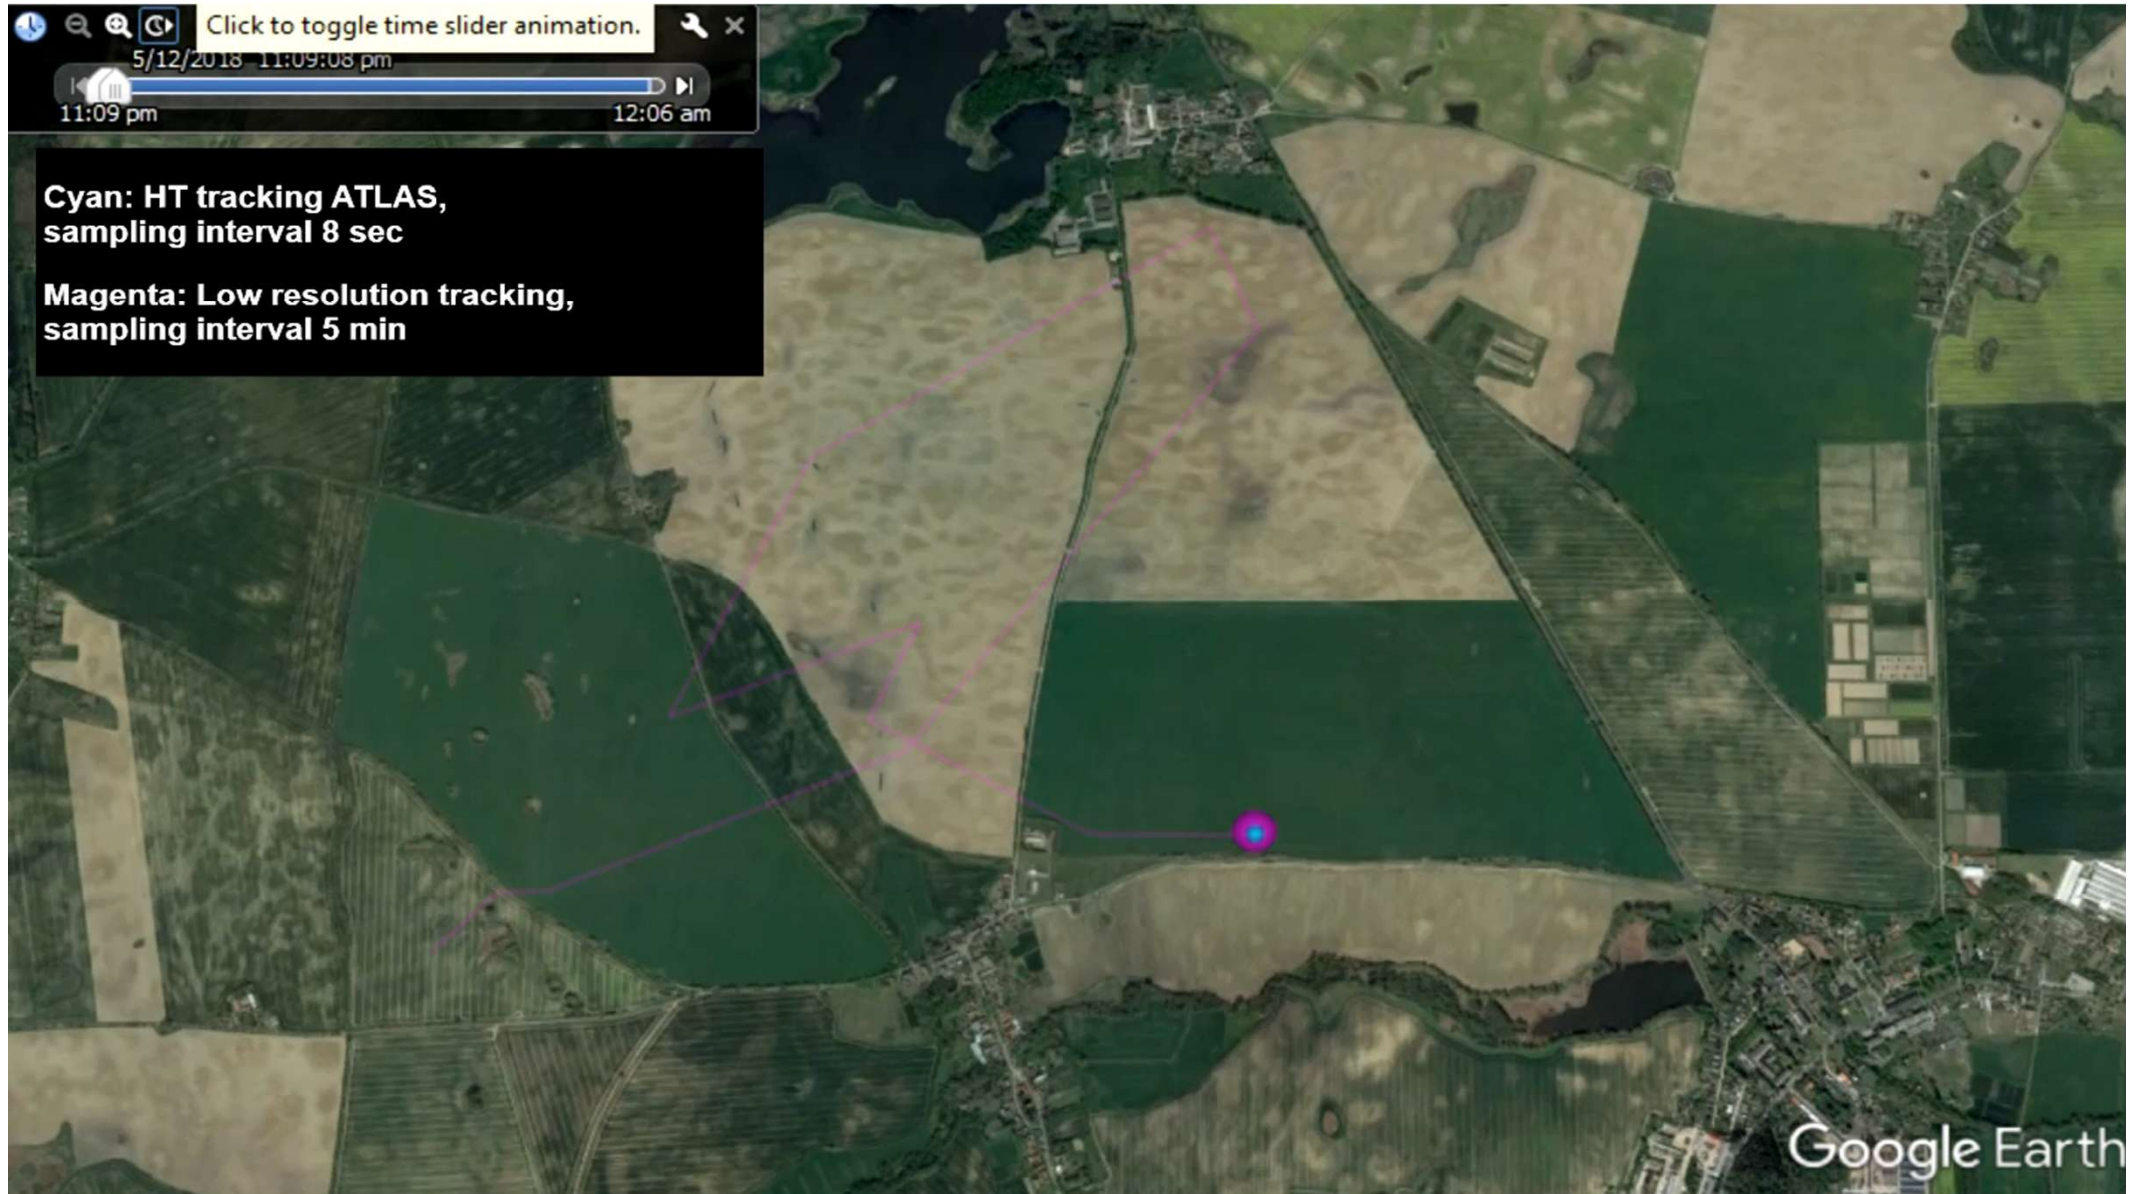 Click to toggle time slider animation.
5/12/2018 11:09:08 pm
11:09 pm
12:06 am
Cyan: HT tracking ATLAS,
sampling interval 8 sec
Magenta: Low resolution tracking,
sampling interval 5 min
Google Earth